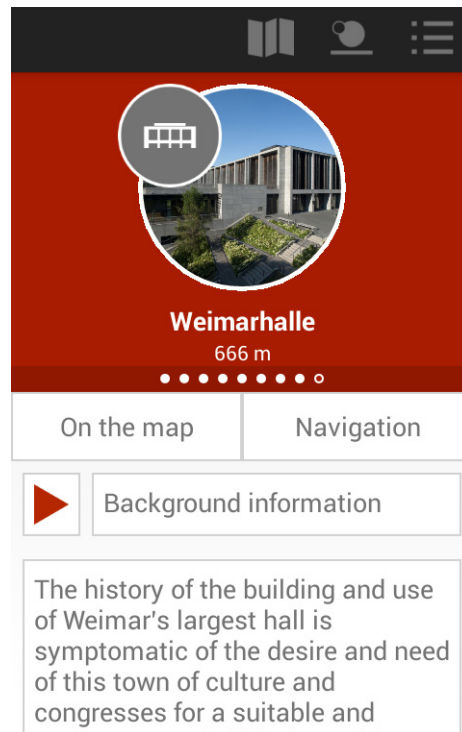 Weimarhalle
666 m
On the map
Navigation
Background information
The history of the building and use
of Weimar's largest hall is
symptomatic of the desire and need
of this town of culture and
congresses for a suitable and